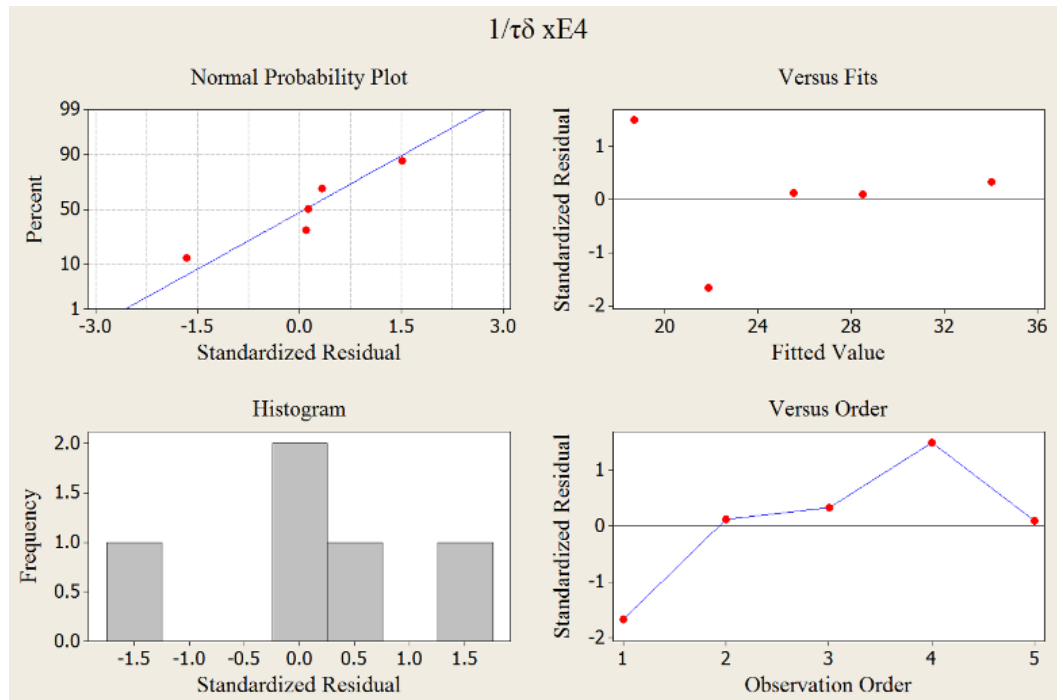 1/τδ xE4
Normal Probability Plot
Percent
99
90
50
10
1
-3.0 -1.5 0.0 1.5 3.0
Standardized Residual
Versus Fits
Standardized Residual
1
0
-1
-2
20 24 28 32 36
Fitted Value
Histogram
Frequency
2.0
1.5
1.0
0.5
0.0
-1.5 -1.0 -0.5 0.0 0.5 1.0 1.5
Standardized Residual
Versus Order
Standardized Residual
1
0
-1
-2
1 2 3 4 5
Observation Order